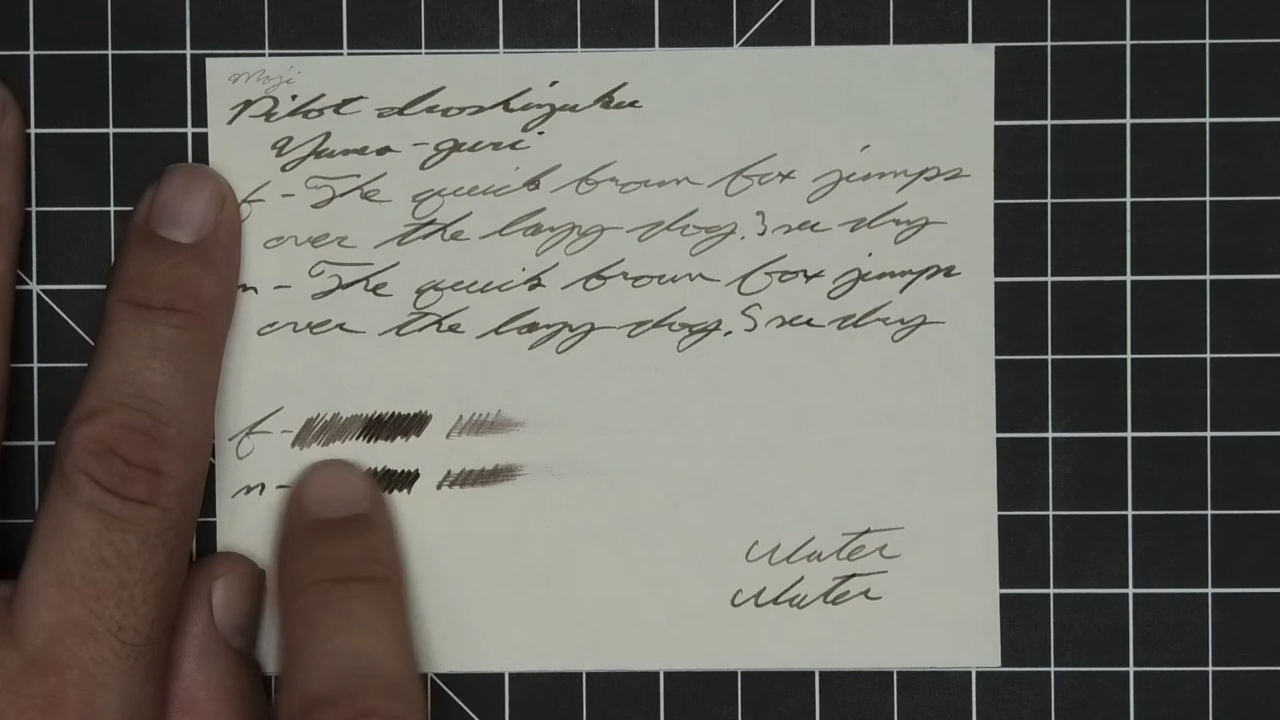 Moji
Pilot Iroshizuku
Yama-guri
f - The quick brown fox jumps
over the lazy dog. 3 sec dry
m - The quick brown fox jumps
over the lazy dog. 5 sec dry
f -
m -
Water
Water